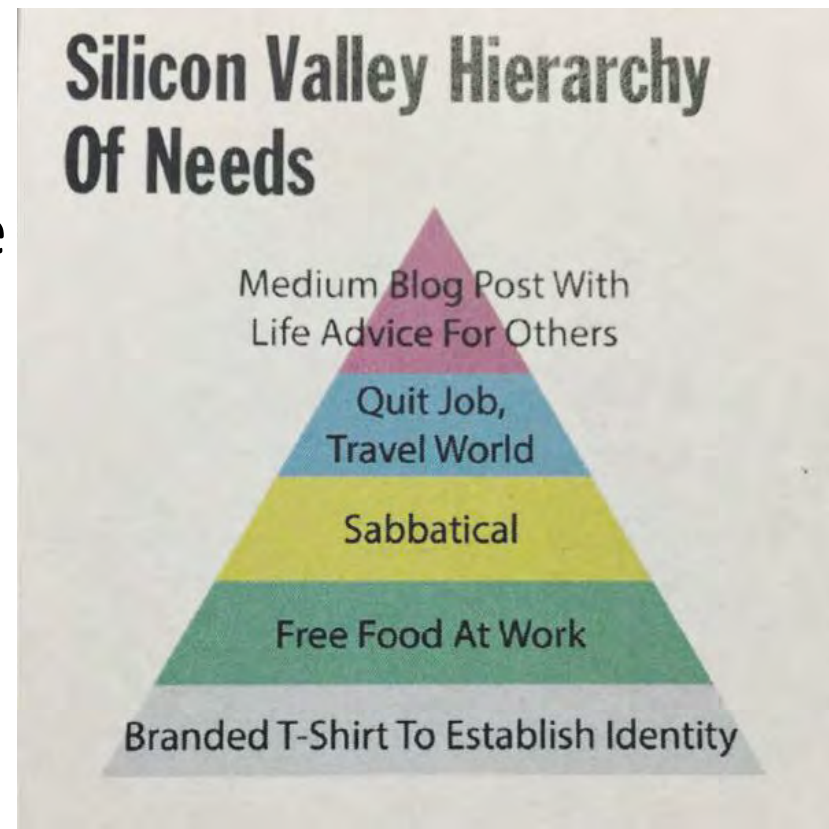 Silicon Valley Hierarchy
Of Needs
e
Medium Blog Post With
Life Advice For Others
Quit Job,
Travel World
Sabbatical
Free Food At Work
Branded T-Shirt To Establish Identity